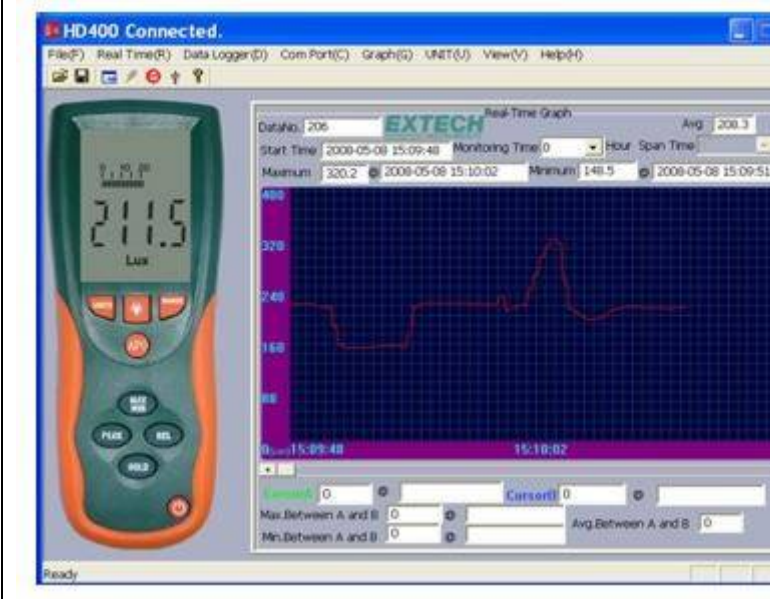 HD400 Connected.
File(F) Real Time(R) Data Logger(D) Com Port(C) Graph(G) UNIT(U) View(V) Help(H)
Real-Time Graph
DataNo. 206 EXTECH Avg 208.3
Start Time 2008-05-08 15:09:48 Monitoring Time 0 Hour Span Time
Maximum 320.2 @ 2008-05-08 15:10:02 Minimum 148.5 @ 2008-05-08 15:09:51
211.5
Lux
UNITS RANGE
APO
MAX MIN
PEAK REL
HOLD
400
320
240
160
80
0 15:09:48 15:10:02
CursorA 0 @ CursorB 0 @
Max.Between A and B 0 @
Avg.Between A and B 0
Min.Between A and B 0 @
Ready